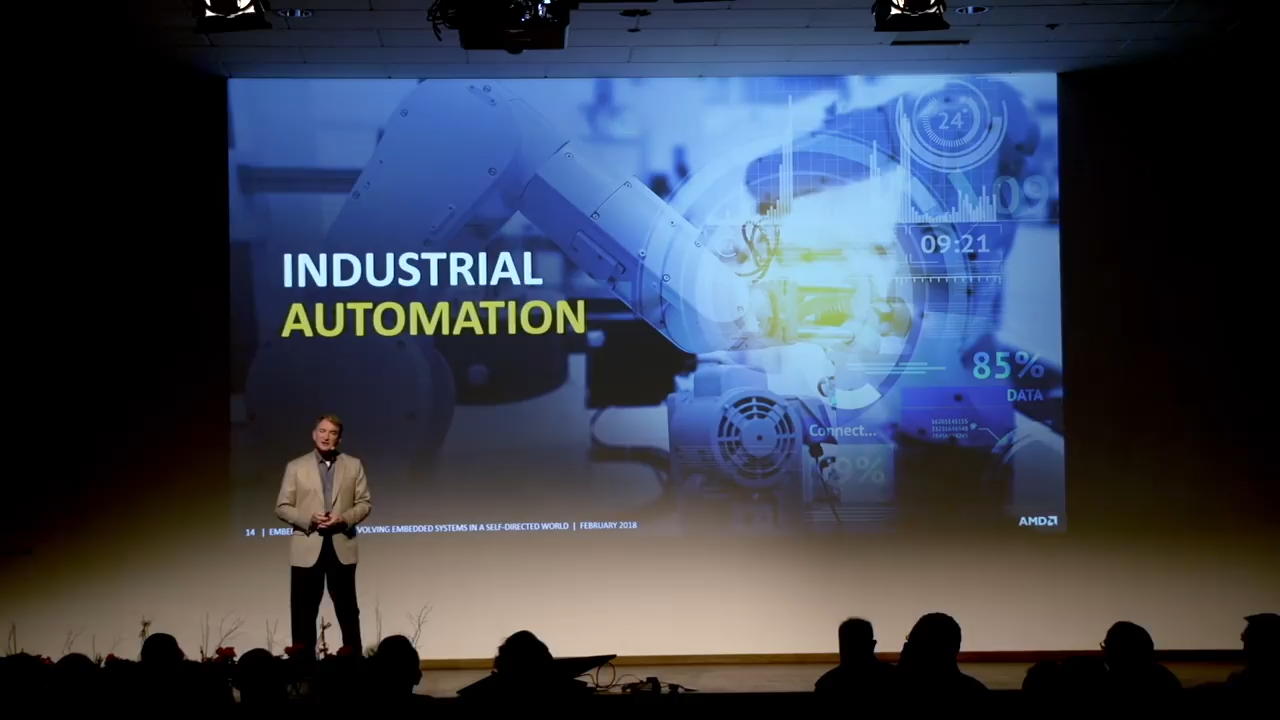 24°
09
09:21
INDUSTRIAL
AUTOMATION
85%
DATA
Connect...
9%
14 | EMBE VOLVING EMBEDDED SYSTEMS IN A SELF-DIRECTED WORLD | FEBRUARY 2018
AMD